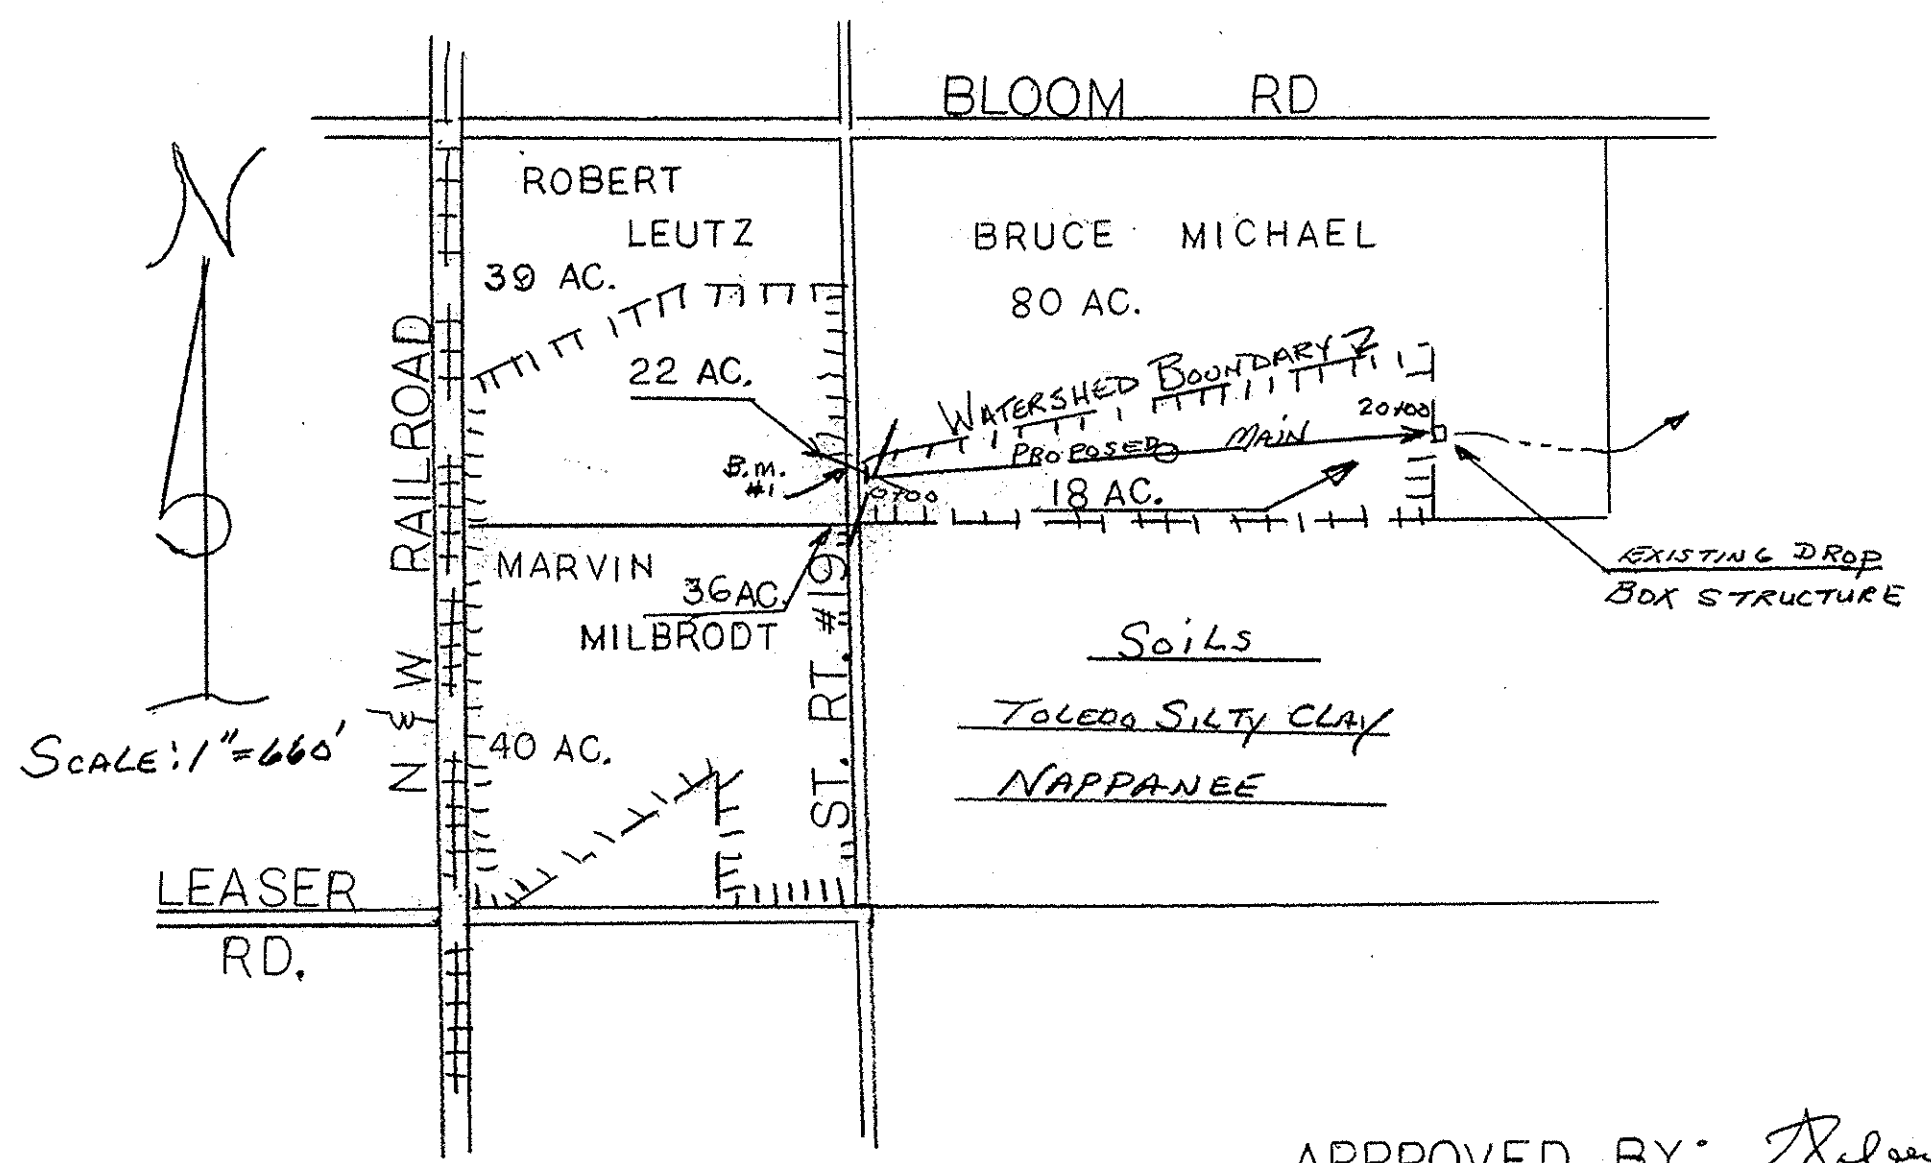 BLOOM RD
N
ROBERT
LEUTZ
39 AC.
BRUCE MICHAEL
80 AC.
22 AC.
WATERSHED BOUNDARY
20+00
PROPOSED MAIN
B.M.
#1
0+00
18 AC.
N & W RAILROAD
MARVIN
36 AC.
MILBRODT
ST. RT. #19
EXISTING DROP
BOX STRUCTURE
SOILS
TOLEDO SILTY CLAY
NAPPANEE
SCALE: 1"=660'
40 AC.
LEASER
RD.
APPROVED BY: